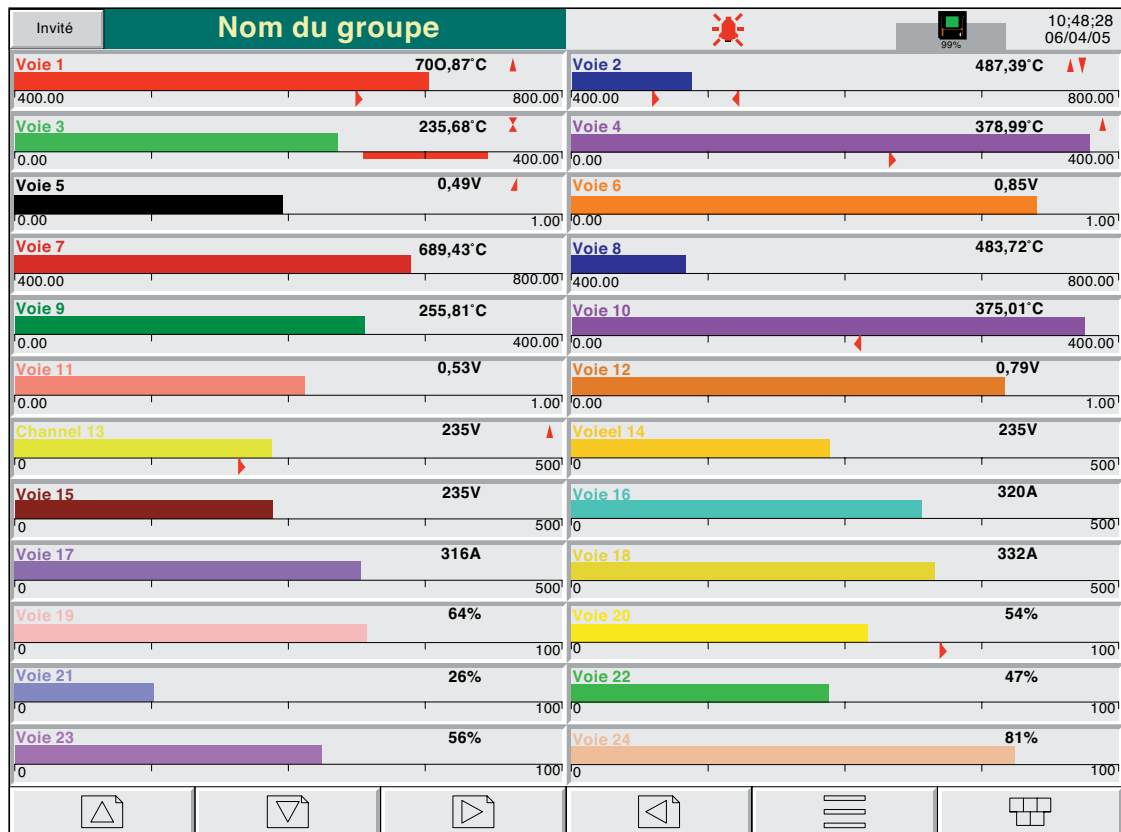 Invité
Nom du groupe
99%
10;48;28
06/04/05
Voie 1 70O,87°C
400.00 800.00
Voie 2 487,39°C
400.00 800.00
Voie 3 235,68°C
0.00 400.00
Voie 4 378,99°C
0.00 400.00
Voie 5 0,49V
0.00 1.00
Voie 6 0,85V
0.00 1.00
Voie 7 689,43°C
400.00 800.00
Voie 8 483,72°C
400.00 800.00
Voie 9 255,81°C
0.00 400.00
Voie 10 375,01°C
0.00 400.00
Voie 11 0,53V
0.00 1.00
Voie 12 0,79V
0.00 1.00
Channel 13 235V
0 500
Voieel 14 235V
0 500
Voie 15 235V
0 500
Voie 16 320A
0 500
Voie 17 316A
0 500
Voie 18 332A
0 500
Voie 19 64%
0 100
Voie 20 54%
0 100
Voie 21 26%
0 100
Voie 22 47%
0 100
Voie 23 56%
0 100
Voie 24 81%
0 100